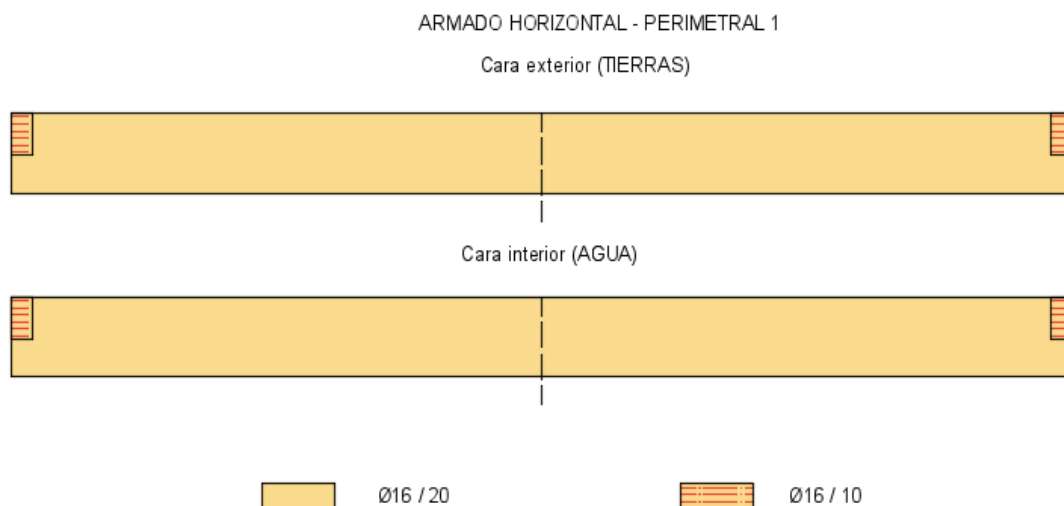 ARMADO HORIZONTAL - PERIMETRAL 1
Cara exterior (TIERRAS)
Cara interior (AGUA)
Ø16 / 20
Ø16 / 10